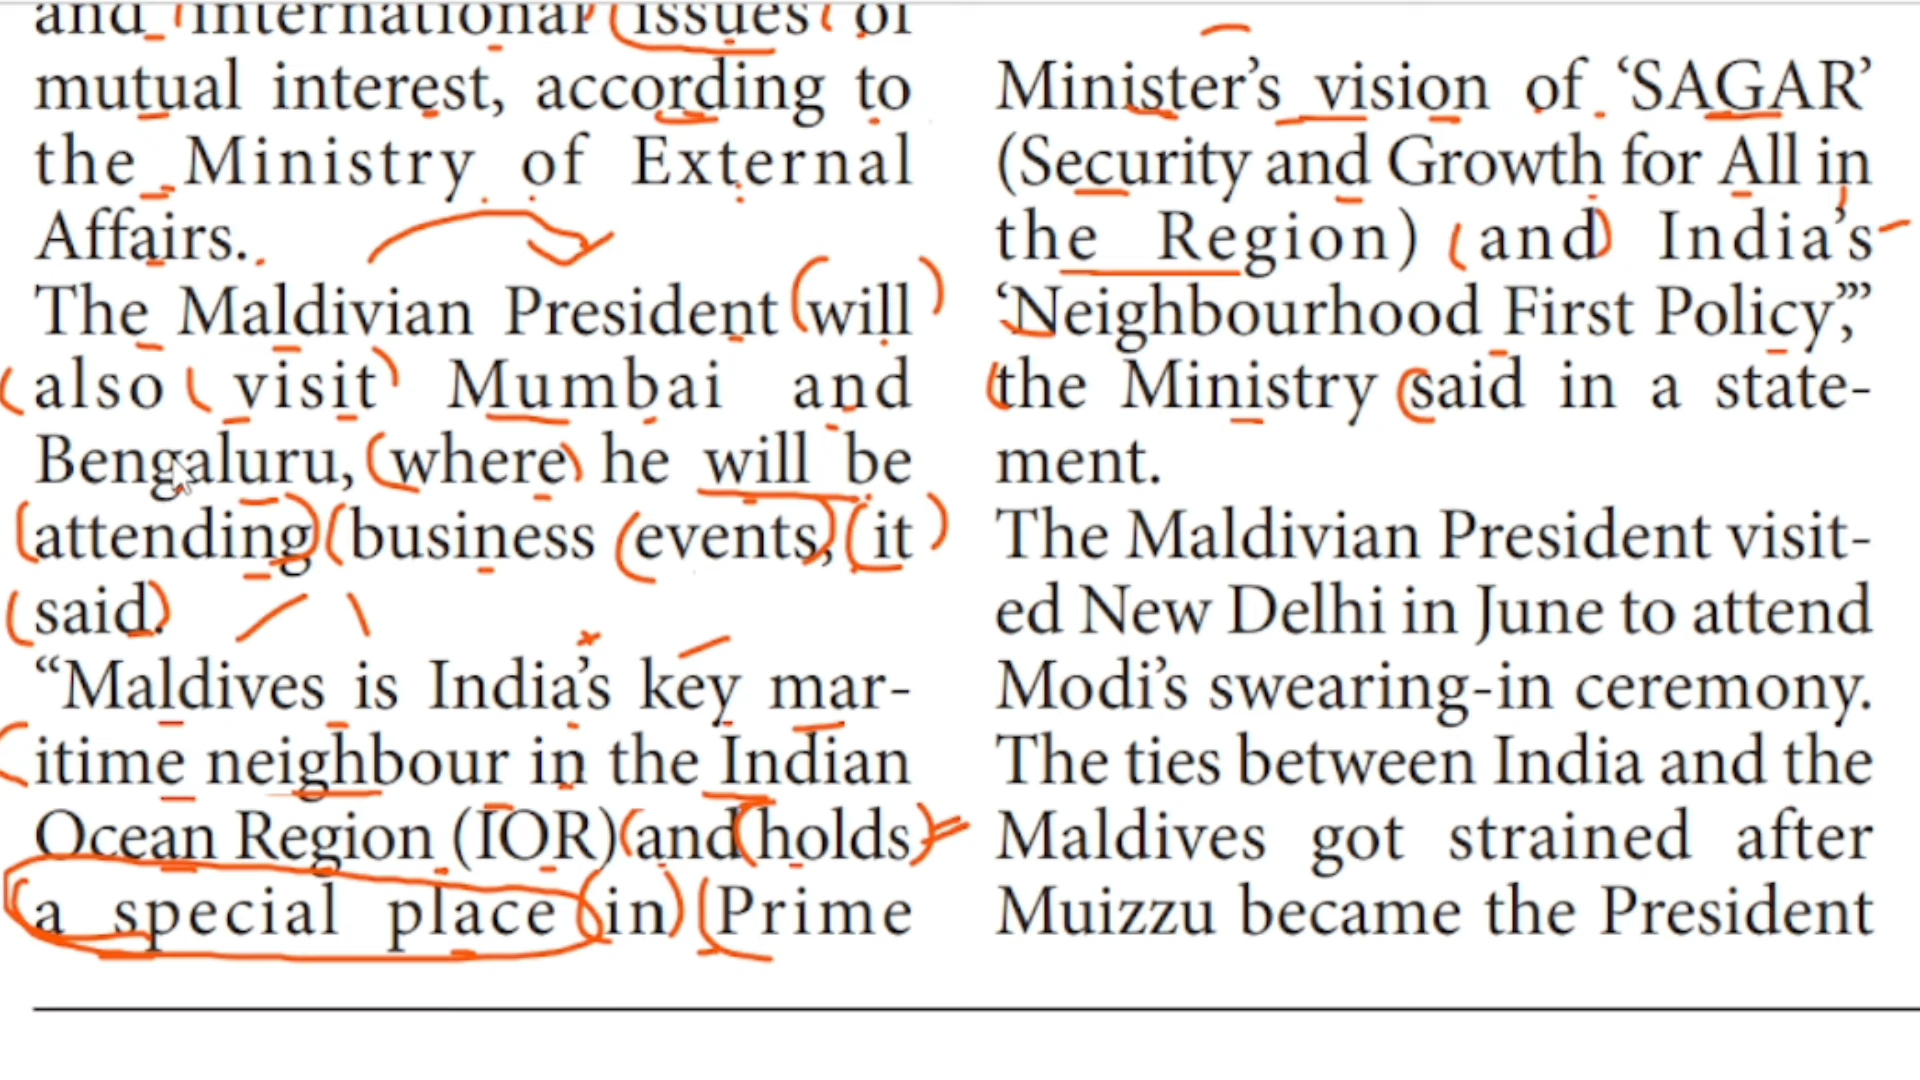 and international issues of
mutual interest, according to
the Ministry of External
Affairs.
The Maldivian President will
also visit Mumbai and
Bengaluru, where he will be
attending business events, it
said.
“Maldives is India’s key mar-
itime neighbour in the Indian
Ocean Region (IOR) and holds
a special place in Prime
Minister’s vision of ‘SAGAR’
(Security and Growth for All in
the Region) and India’s
‘Neighbourhood First Policy’,”
the Ministry said in a state-
ment.
The Maldivian President visit-
ed New Delhi in June to attend
Modi’s swearing-in ceremony.
The ties between India and the
Maldives got strained after
Muizzu became the President